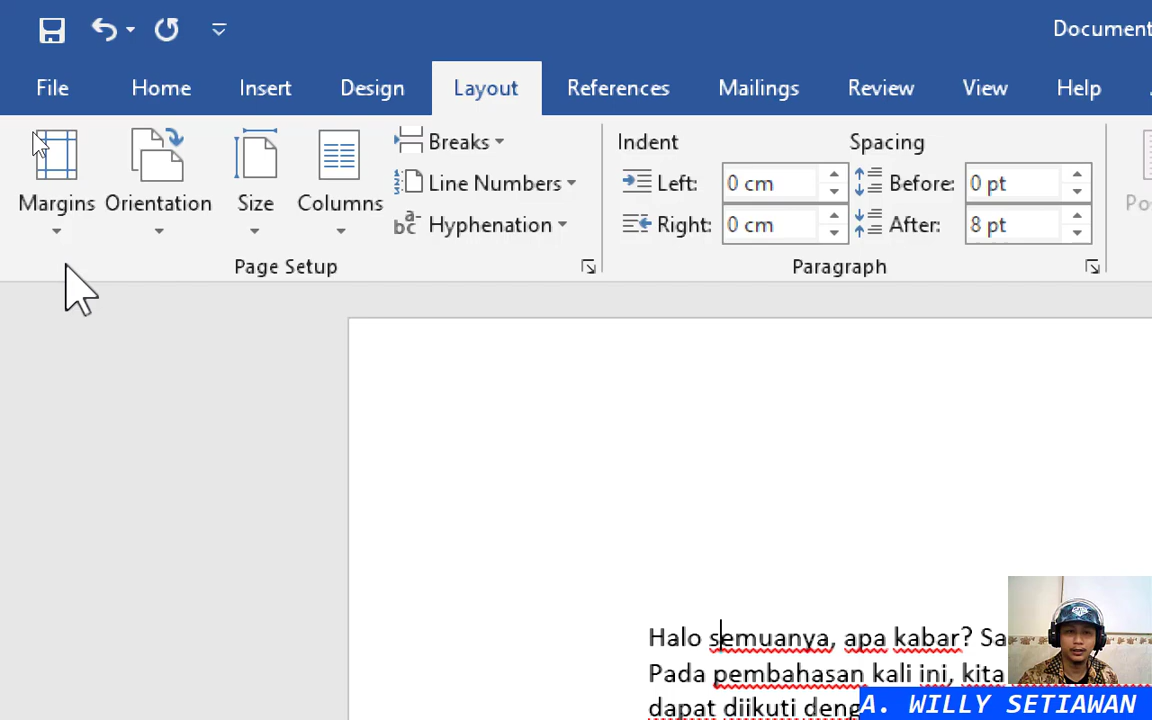 Document
File Home Insert Design Layout References Mailings Review View Help
Margins Orientation Size Columns
Breaks
Line Numbers
Hyphenation
Page Setup
Indent Spacing
Left: 0 cm Before: 0 pt
Right: 0 cm After: 8 pt
Paragraph
Po
Halo semuanya, apa kabar? Sa
Pada pembahasan kali ini, kita
dapat diikuti deng
A. WILLY SETIAWAN